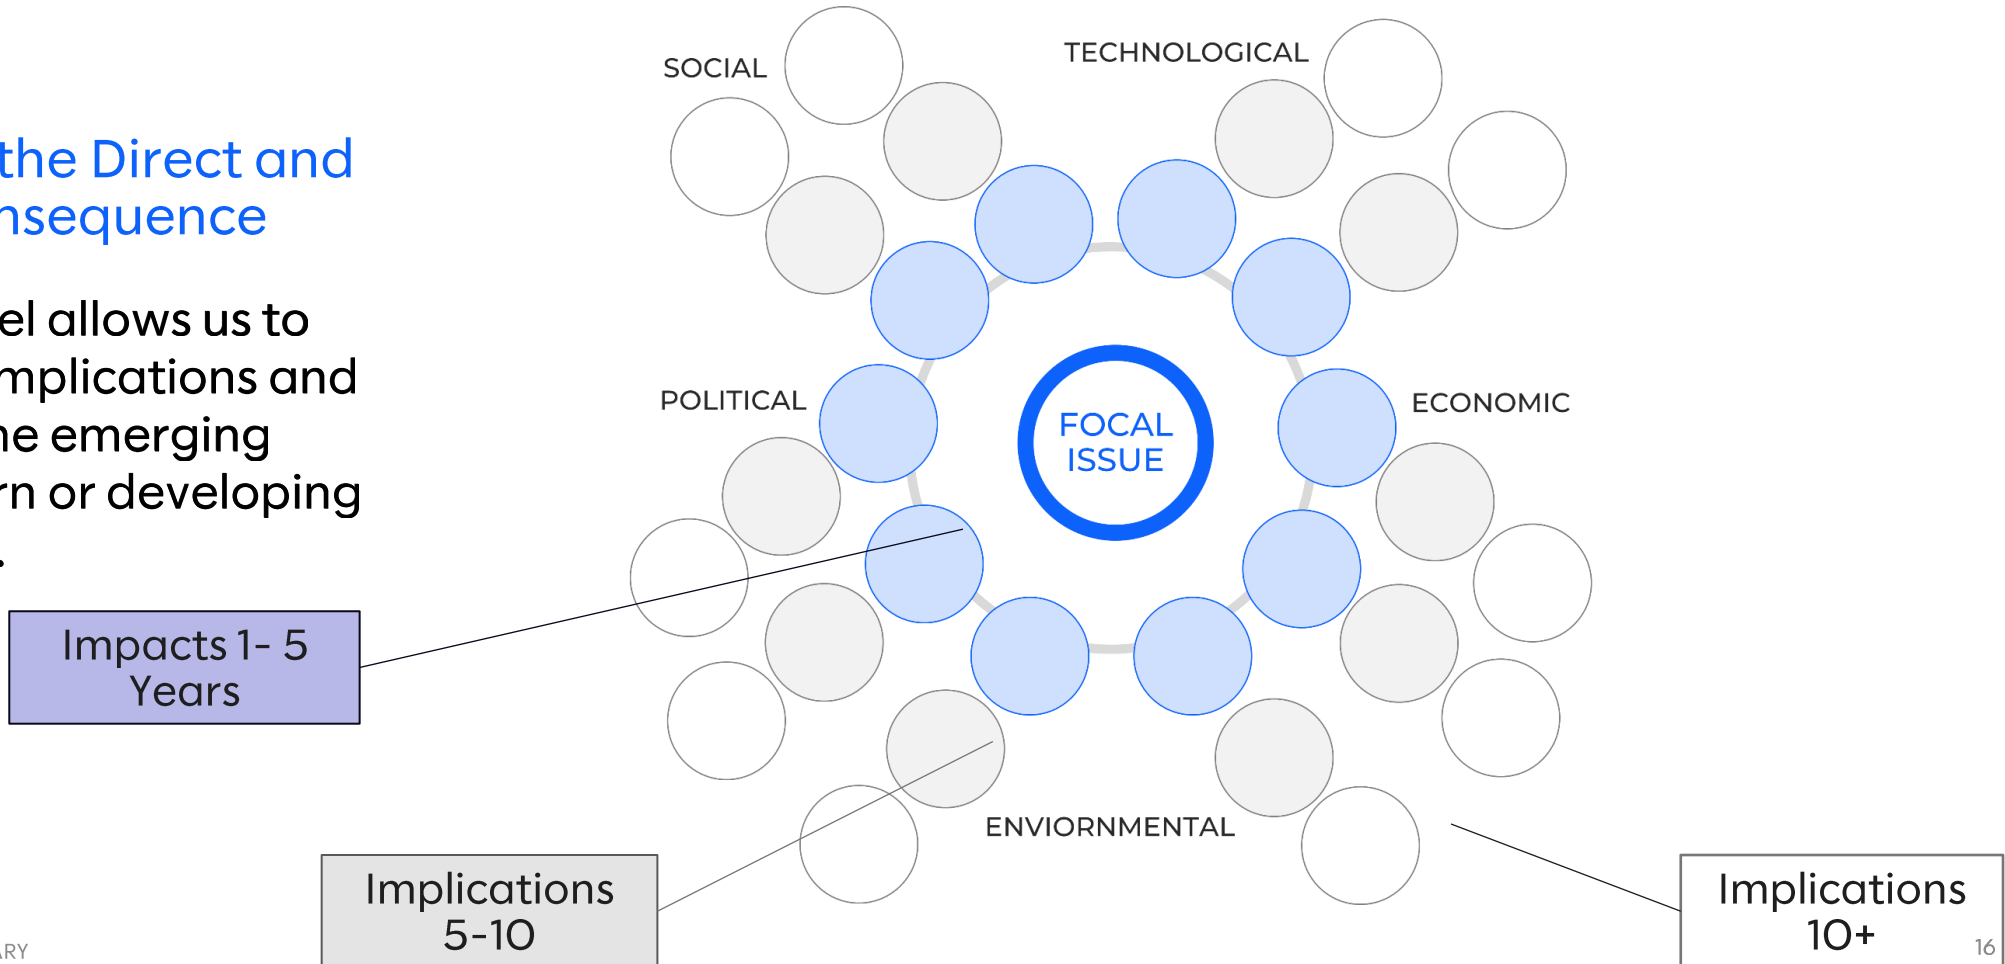 the Direct and
nsequence
el allows us to
mplications and
ne emerging
rn or developing
.
SOCIAL
TECHNOLOGICAL
POLITICAL
ECONOMIC
FOCAL
ISSUE
ENVIORNMENTAL
Impacts 1- 5
Years
Implications
5-10
Implications
10+
ARY
16